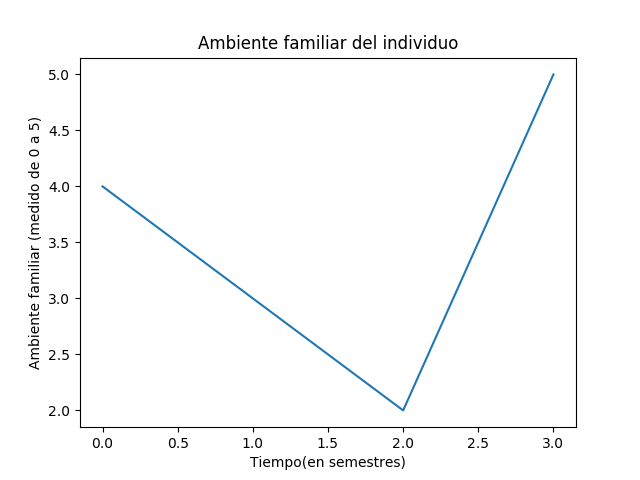 Ambiente familiar del individuo
5.0
4.5
4.0
3.5
3.0
2.5
2.0
Ambiente familiar (medido de 0 a 5)
0.0 0.5 1.0 1.5 2.0 2.5 3.0
Tiempo(en semestres)